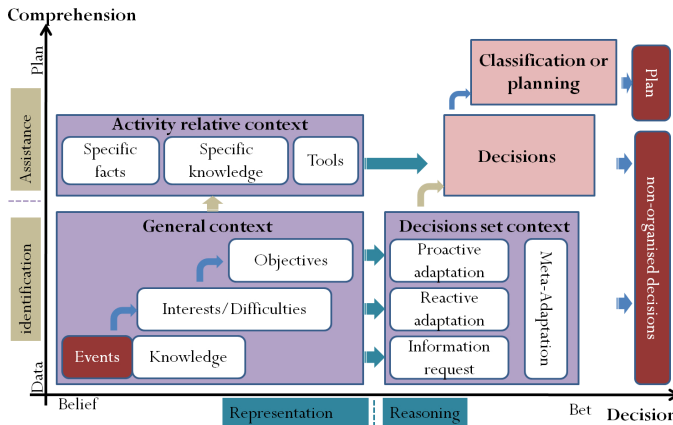 Comprehension
Plan
Classification or
planning
Plan
Assistance
Activity relative context
Specific
facts
Specific
knowledge
Tools
Decisions
non-organised decisions
identification
General context
Objectives
Interests/Difficulties
Events
Knowledge
Decisions set context
Proactive
adaptation
Reactive
adaptation
Information
request
Meta-Adaptation
Data
Belief
Bet
Decision
Representation
Reasoning